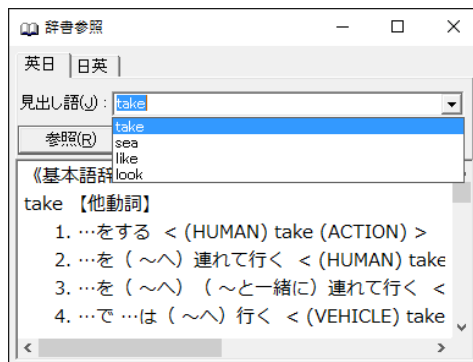 辞書参照
英日 日英
見出し語(J)：take
take
sea
like
look
参照(R)
《基本語辞
take 【他動詞】
1. …をする < (HUMAN) take (ACTION) >
2. …を（ ～へ）連れて行く < (HUMAN) take
3. …を（ ～へ）（ ～と一緒に）連れて行く <
4. …で …は（ ～へ）行く < (VEHICLE) take